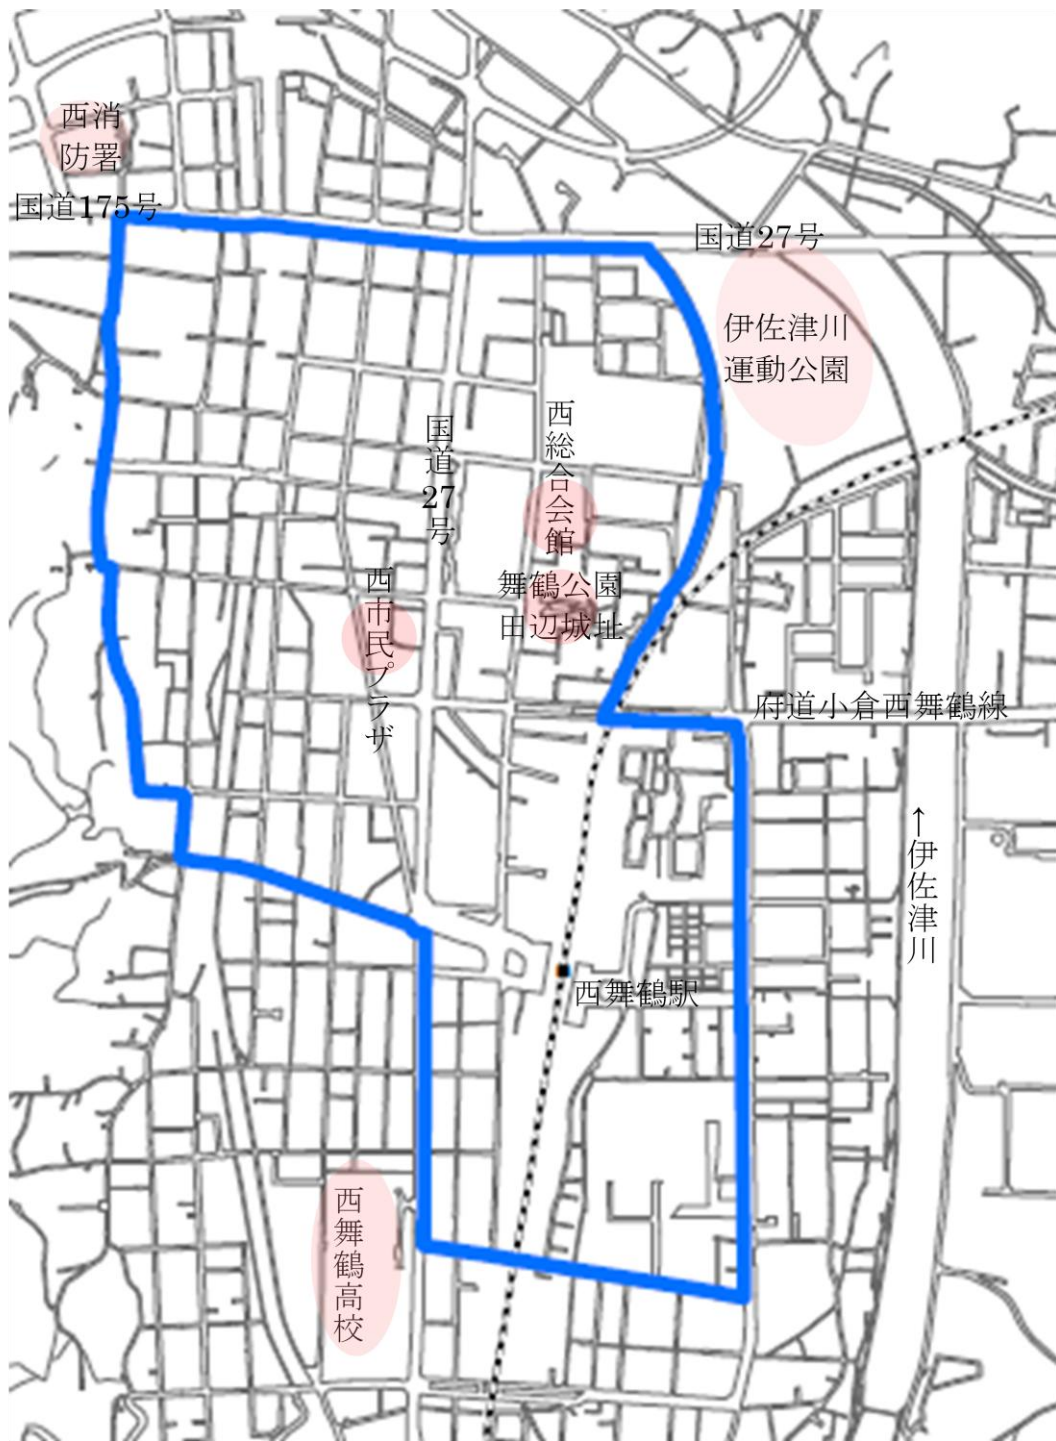 西消
防署
国道175号
国道27号
伊佐津川
運動公園
国道27号
西総合会館
舞鶴公園
田辺城址
西市民プラザ
府道小倉西舞鶴線
↑伊佐津川
西舞鶴駅
西舞鶴高校